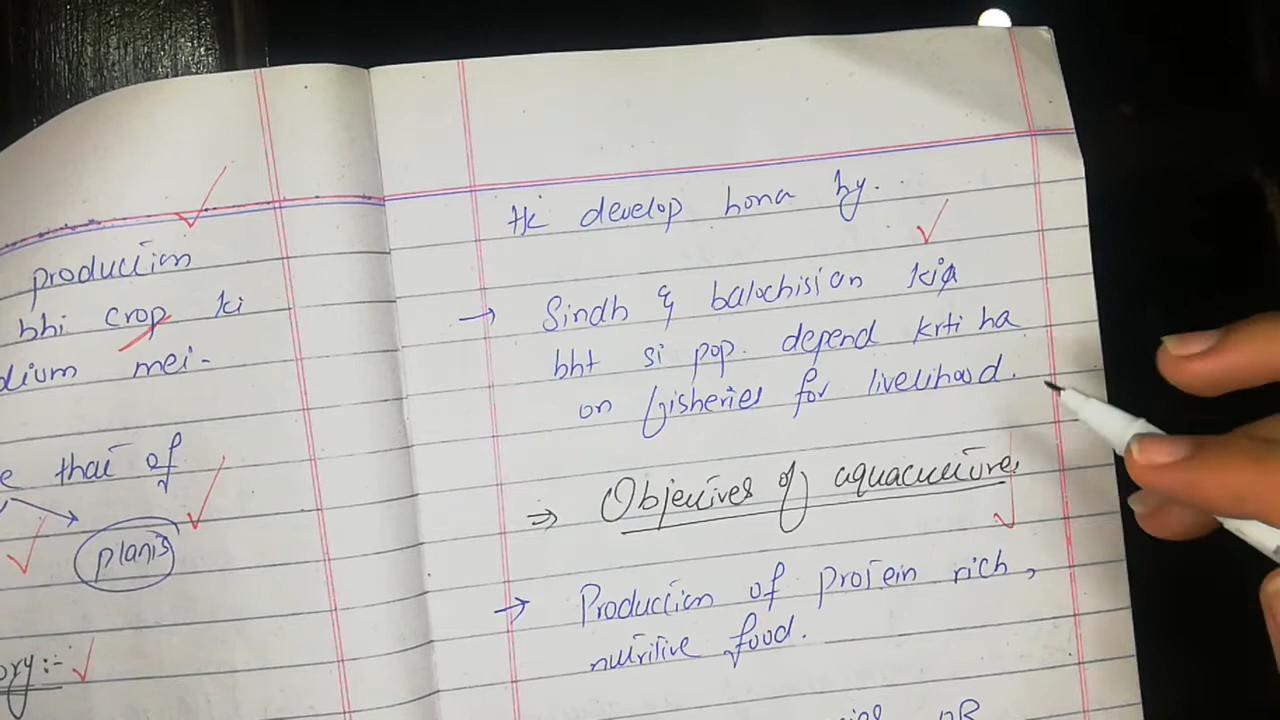 production
bhi crop ki
dium mei-
e that of
plants
ory:-
tk develop hona hy.
→ Sindh & balochistan ki
bht si pop. depend krti ha
on fisheries for livelihood.
⇒ Objectives of aquaculture
→ Production of protein rich,
nutritive food.